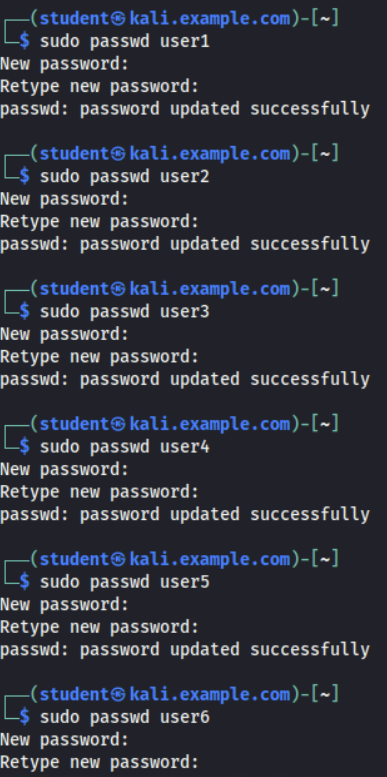 ┌──(student㉿kali.example.com)-[~]
└─$ sudo passwd user1
New password:
Retype new password:
passwd: password updated successfully
┌──(student㉿kali.example.com)-[~]
└─$ sudo passwd user2
New password:
Retype new password:
passwd: password updated successfully
┌──(student㉿kali.example.com)-[~]
└─$ sudo passwd user3
New password:
Retype new password:
passwd: password updated successfully
┌──(student㉿kali.example.com)-[~]
└─$ sudo passwd user4
New password:
Retype new password:
passwd: password updated successfully
┌──(student㉿kali.example.com)-[~]
└─$ sudo passwd user5
New password:
Retype new password:
passwd: password updated successfully
┌──(student㉿kali.example.com)-[~]
└─$ sudo passwd user6
New password:
Retype new password: